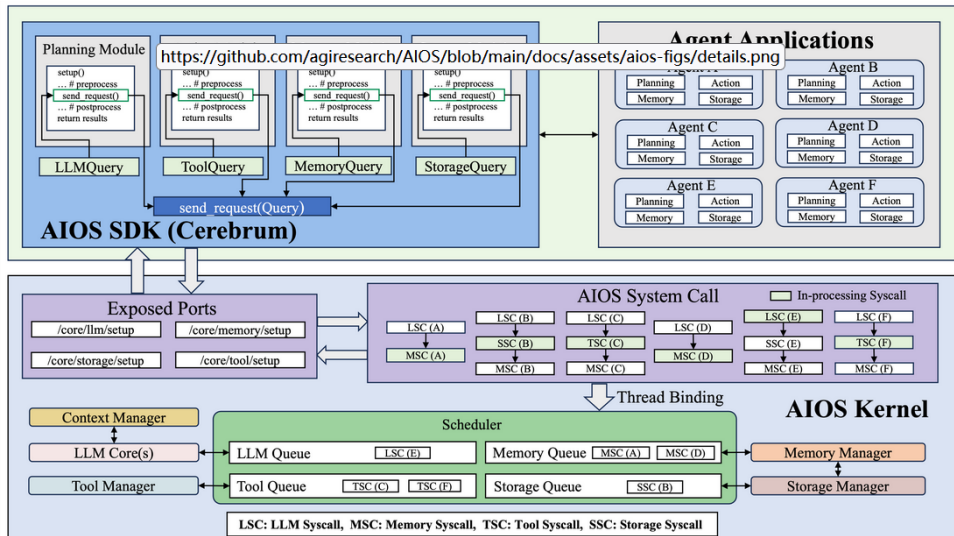 https://github.com/agiresearch/AIOS/blob/main/docs/assets/aios-figs/details.png
Planning Module
setup()
... # preprocess
send_request()
... # postprocess
return results
setup()
... # preprocess
send_request()
... # postprocess
return results
setup()
... # preprocess
send_request()
... # postprocess
return results
setup()
... # preprocess
send_request()
... # postprocess
return results
LLMQuery
ToolQuery
MemoryQuery
StorageQuery
send_request(Query)
AIOS SDK (Cerebrum)
Agent Applications
Agent A
Planning
Action
Memory
Storage
Agent B
Planning
Action
Memory
Storage
Agent C
Planning
Action
Memory
Storage
Agent D
Planning
Action
Memory
Storage
Agent E
Planning
Action
Memory
Storage
Agent F
Planning
Action
Memory
Storage
Exposed Ports
/core/llm/setup
/core/memory/setup
/core/storage/setup
/core/tool/setup
AIOS System Call
In-processing Syscall
LSC (A)
MSC (A)
LSC (B)
SSC (B)
MSC (B)
LSC (C)
TSC (C)
MSC (C)
LSC (D)
MSC (D)
LSC (E)
SSC (E)
MSC (E)
LSC (F)
TSC (F)
MSC (F)
Thread Binding
AIOS Kernel
Context Manager
LLM Core(s)
Tool Manager
Scheduler
LLM Queue
LSC (E)
Memory Queue
MSC (A)
MSC (D)
Tool Queue
TSC (C)
TSC (F)
Storage Queue
SSC (B)
Memory Manager
Storage Manager
LSC: LLM Syscall, MSC: Memory Syscall, TSC: Tool Syscall, SSC: Storage Syscall